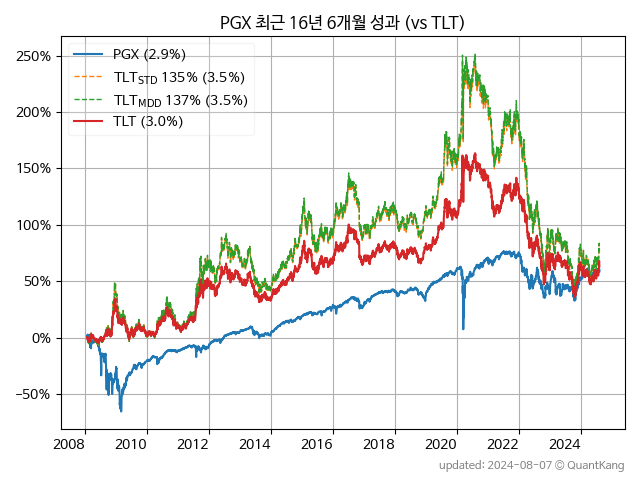 PGX 최근 16년 6개월 성과 (vs TLT)
250%
200%
150%
100%
50%
0%
−50%
PGX (2.9%)
TLTSTD 135% (3.5%)
TLTMDD 137% (3.5%)
TLT (3.0%)
2008 2010 2012 2014 2016 2018 2020 2022 2024
updated: 2024-08-07 © QuantKang